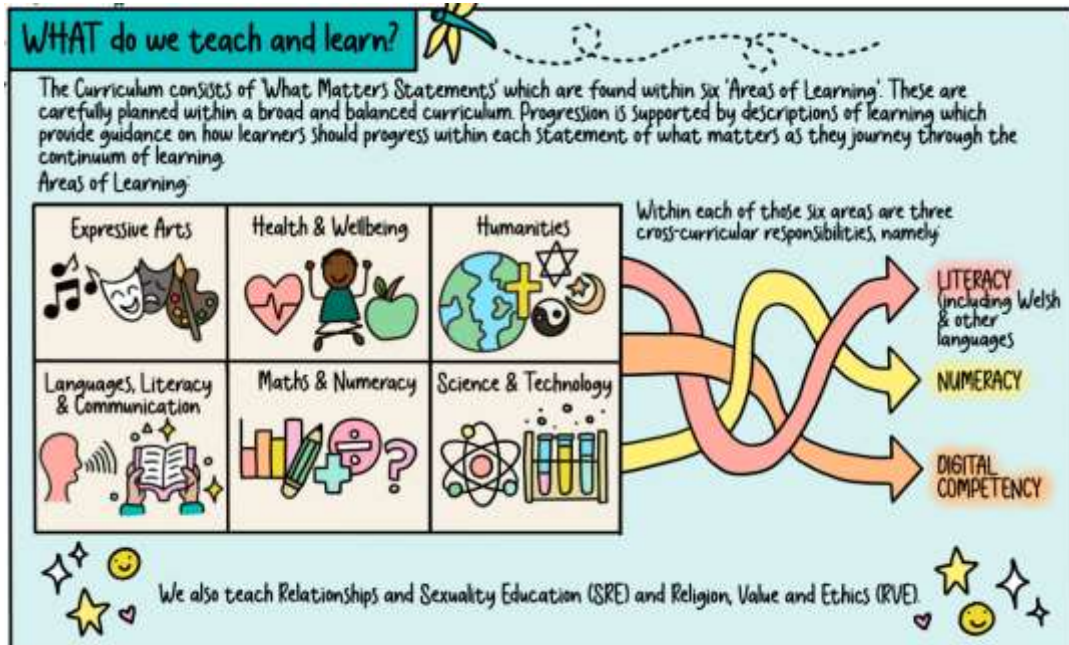 WHAT do we teach and learn?
The Curriculum consists of 'What Matters Statements' which are found within six 'Areas of Learning'. These are
carefully planned within a broad and balanced curriculum. Progression is supported by descriptions of learning which
provide guidance on how learners should progress within each statement of what matters as they journey through the
continuum of learning.
Areas of Learning:
Expressive Arts
Health & Wellbeing
Humanities
Languages, Literacy
& Communication
Maths & Numeracy
Science & Technology
Within each of those six areas are three
cross-curricular responsibilities, namely:
LITERACY
(including Welsh
& other
languages
NUMERACY
DIGITAL
COMPETENCY
We also teach Relationships and Sexuality Education (SRE) and Religion, Value and Ethics (RVE).